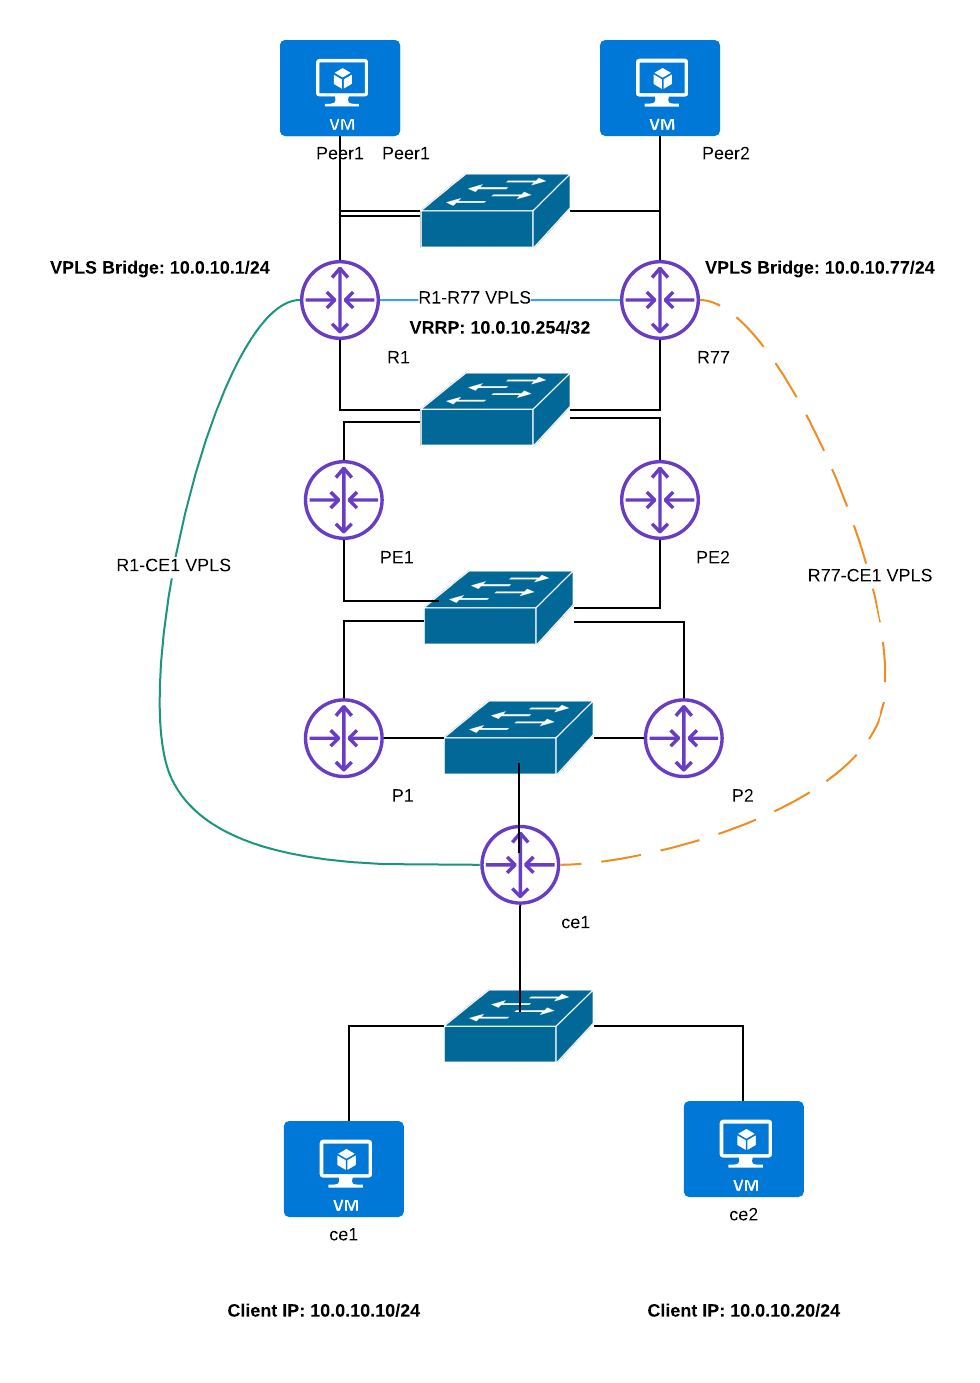 VM
VM
Peer1
Peer1
Peer2
VPLS Bridge: 10.0.10.1/24
VPLS Bridge: 10.0.10.77/24
R1-R77 VPLS
VRRP: 10.0.10.254/32
R1
R77
PE1
PE2
R1-CE1 VPLS
R77-CE1 VPLS
P1
P2
ce1
VM
VM
ce1
ce2
Client IP: 10.0.10.10/24
Client IP: 10.0.10.20/24